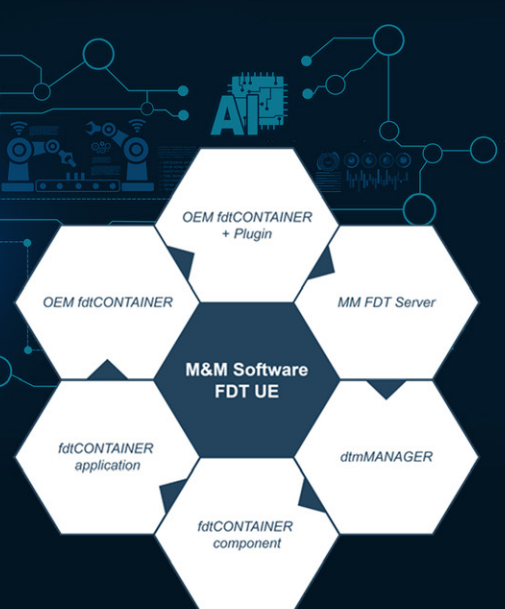 AI
OEM fdtCONTAINER
+ Plugin
OEM fdtCONTAINER
MM FDT Server
M&M Software
FDT UE
fdtCONTAINER
application
dtmMANAGER
fdtCONTAINER
component